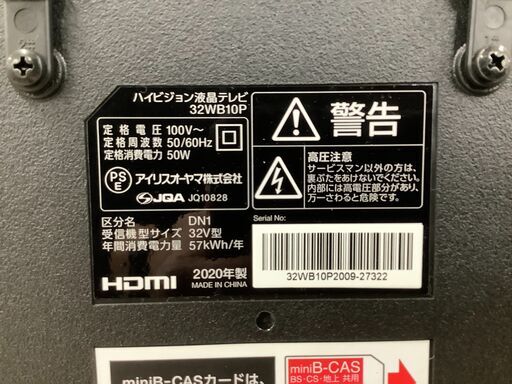 ハイビジョン液晶テレビ
32WB10P
定格電圧 100V～
定格周波数 50/60Hz
定格消費電力 50W
PS
E
アイリスオーヤマ株式会社
JQA JQ10828
区分名 DN1
受信機型サイズ 32V型
年間消費電力量 57kWh/年
HDMI
2020年製
MADE IN CHINA
警告
高圧注意
サービスマン以外の方は、
裏ぶたをあけないでください。
内部には高電圧部分があり、
万一さわると危険です。
Serial No:
32WB10P2009-27322
miniB-CASカードは、
miniB-CAS
BS・CS・地上 共用